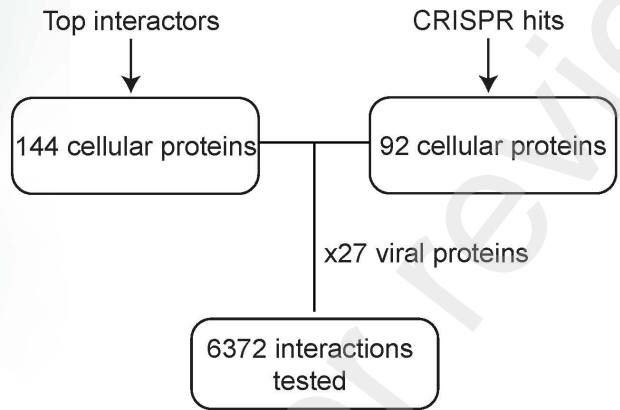 Top interactors
CRISPR hits
144 cellular proteins
92 cellular proteins
x27 viral proteins
6372 interactions
tested